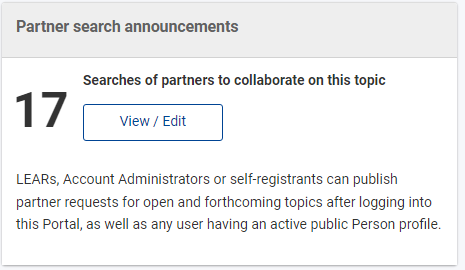 Partner search announcements
17
Searches of partners to collaborate on this topic
View / Edit
LEARs, Account Administrators or self-registrants can publish
partner requests for open and forthcoming topics after logging into
this Portal, as well as any user having an active public Person profile.